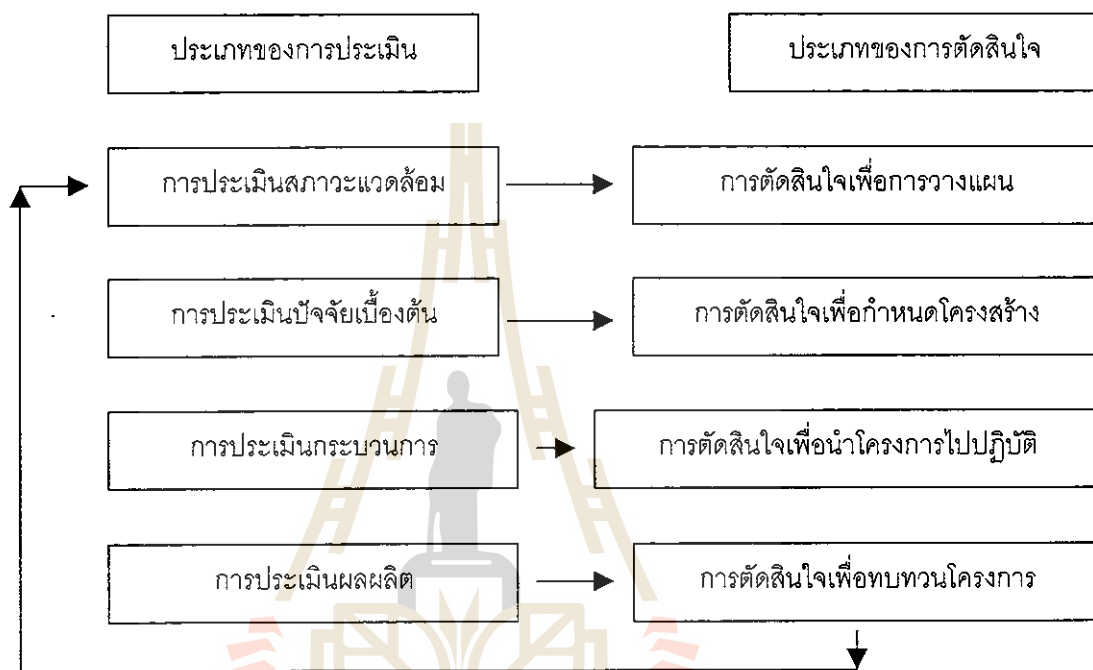 ประเภทของการประเมิน
ประเภทของการตัดสินใจ
การประเมินสภาวะแวดล้อม
การตัดสินใจเพื่อการวางแผน
การประเมินปัจจัยเบื้องต้น
การตัดสินใจเพื่อกำหนดโครงสร้าง
การประเมินกระบวนการ
การตัดสินใจเพื่อนำโครงการไปปฏิบัติ
การประเมินผลผลิต
การตัดสินใจเพื่อทบทวนโครงการ